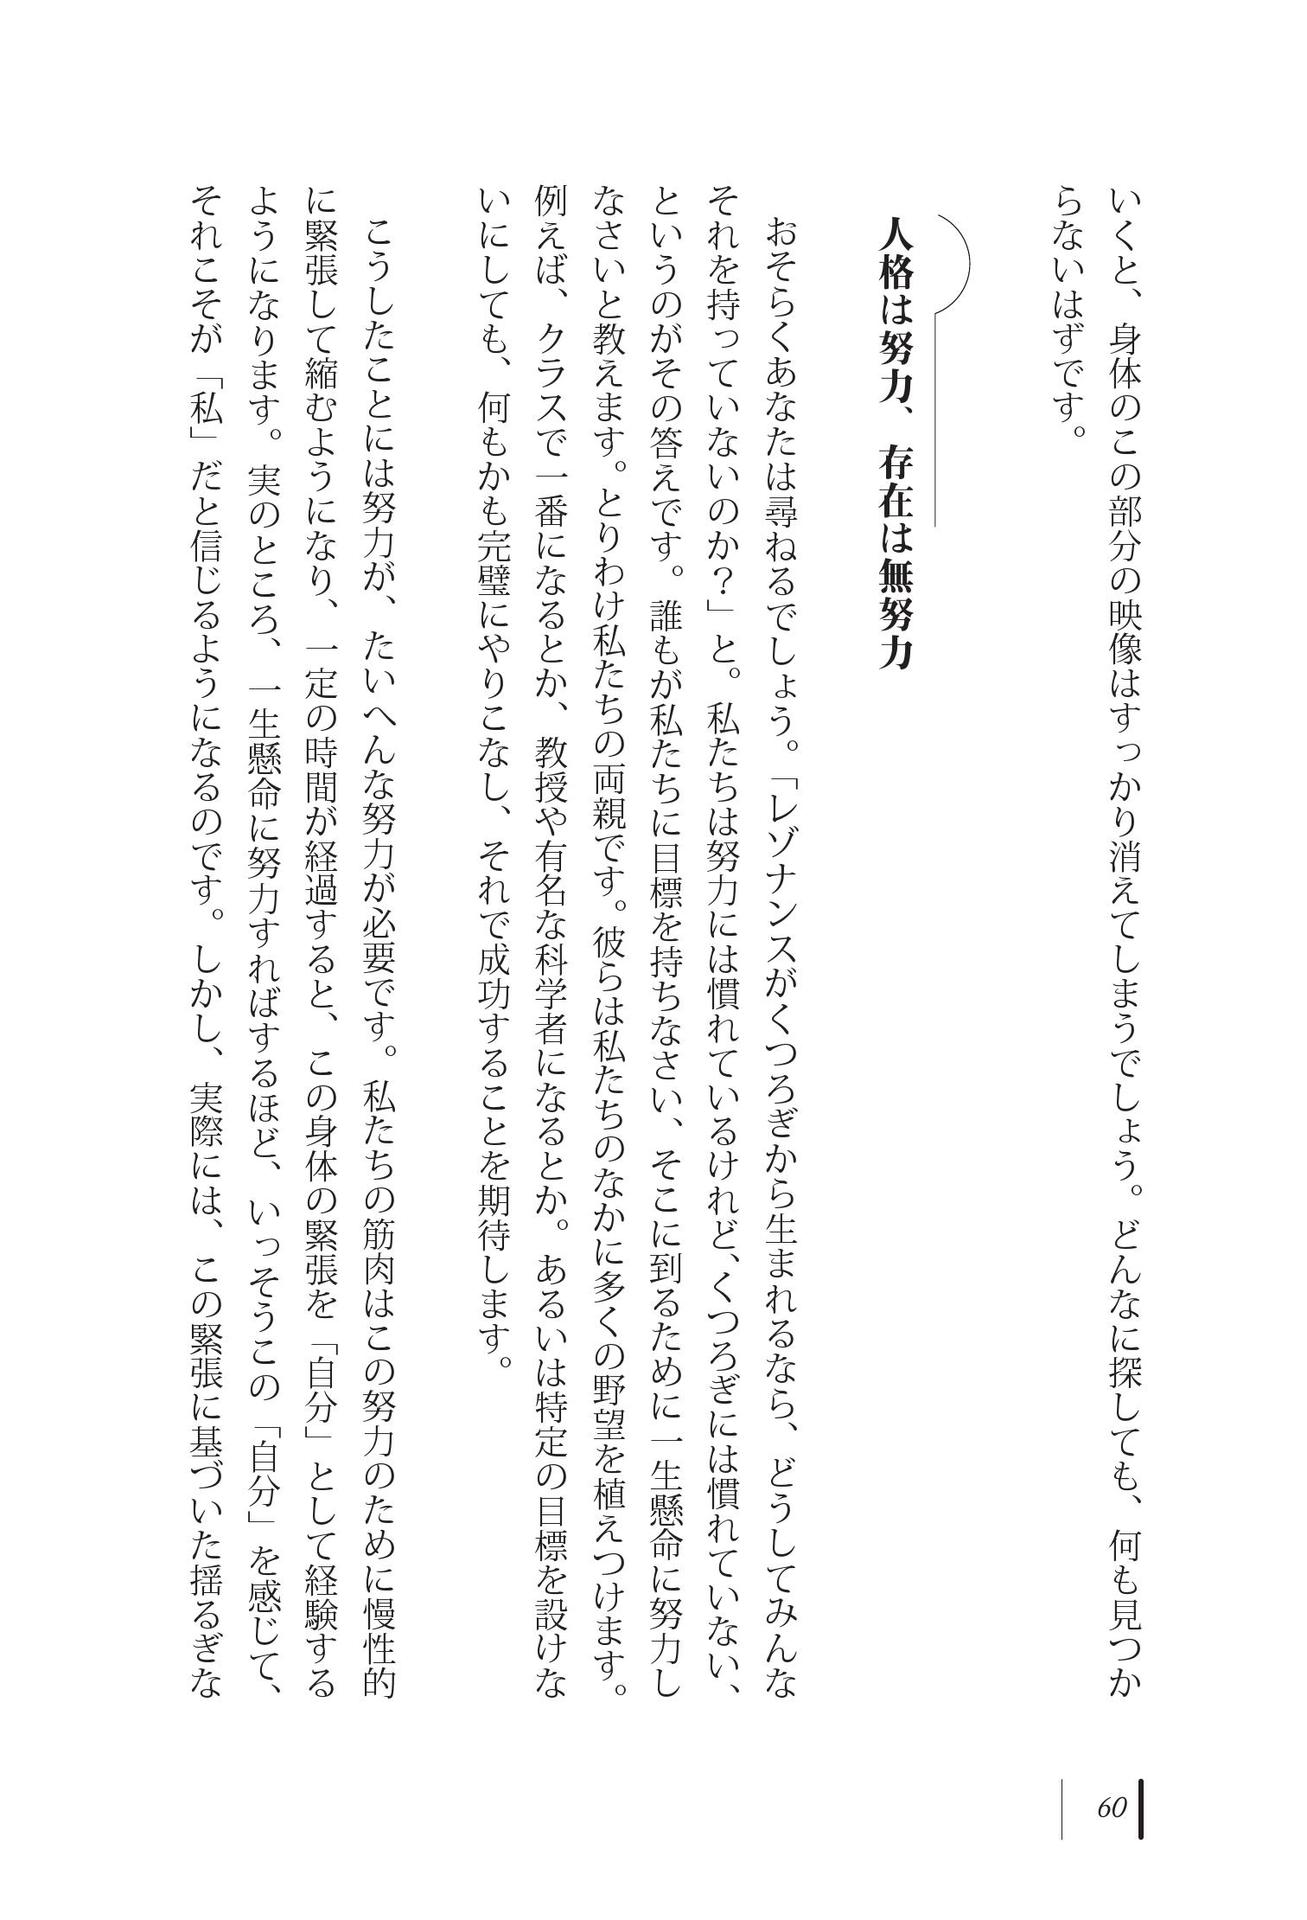 いくと、身体のこの部分の映像はすっかり消えてしまうでしょう。どんなに探しても、何も見つか
らないはずです。
人格は努力、存在は無努力
おそらくあなたは尋ねるでしょう。「レゾナンスがくつろぎから生まれるなら、どうしてみんな
それを持っていないのか？」と。私たちは努力には慣れているけれど、くつろぎには慣れていない、
というのがその答えです。誰もが私たちに目標を持ちなさい、そこに到るために一生懸命に努力し
なさいと教えます。とりわけ私たちの両親です。彼らは私たちのなかに多くの野望を植えつけます。
例えば、クラスで一番になるとか、教授や有名な科学者になるとか。あるいは特定の目標を設けな
いにしても、何もかも完璧にやりこなし、それで成功することを期待します。
こうしたことには努力が、たいへんな努力が必要です。私たちの筋肉はこの努力のために慢性的
に緊張して縮むようになり、一定の時間が経過すると、この身体の緊張を「自分」として経験する
ようになります。実のところ、一生懸命に努力すればするほど、いっそうこの「自分」を感じて、
それこそが「私」だと信じるようになるのです。しかし、実際には、この緊張に基づいた揺るぎな
60